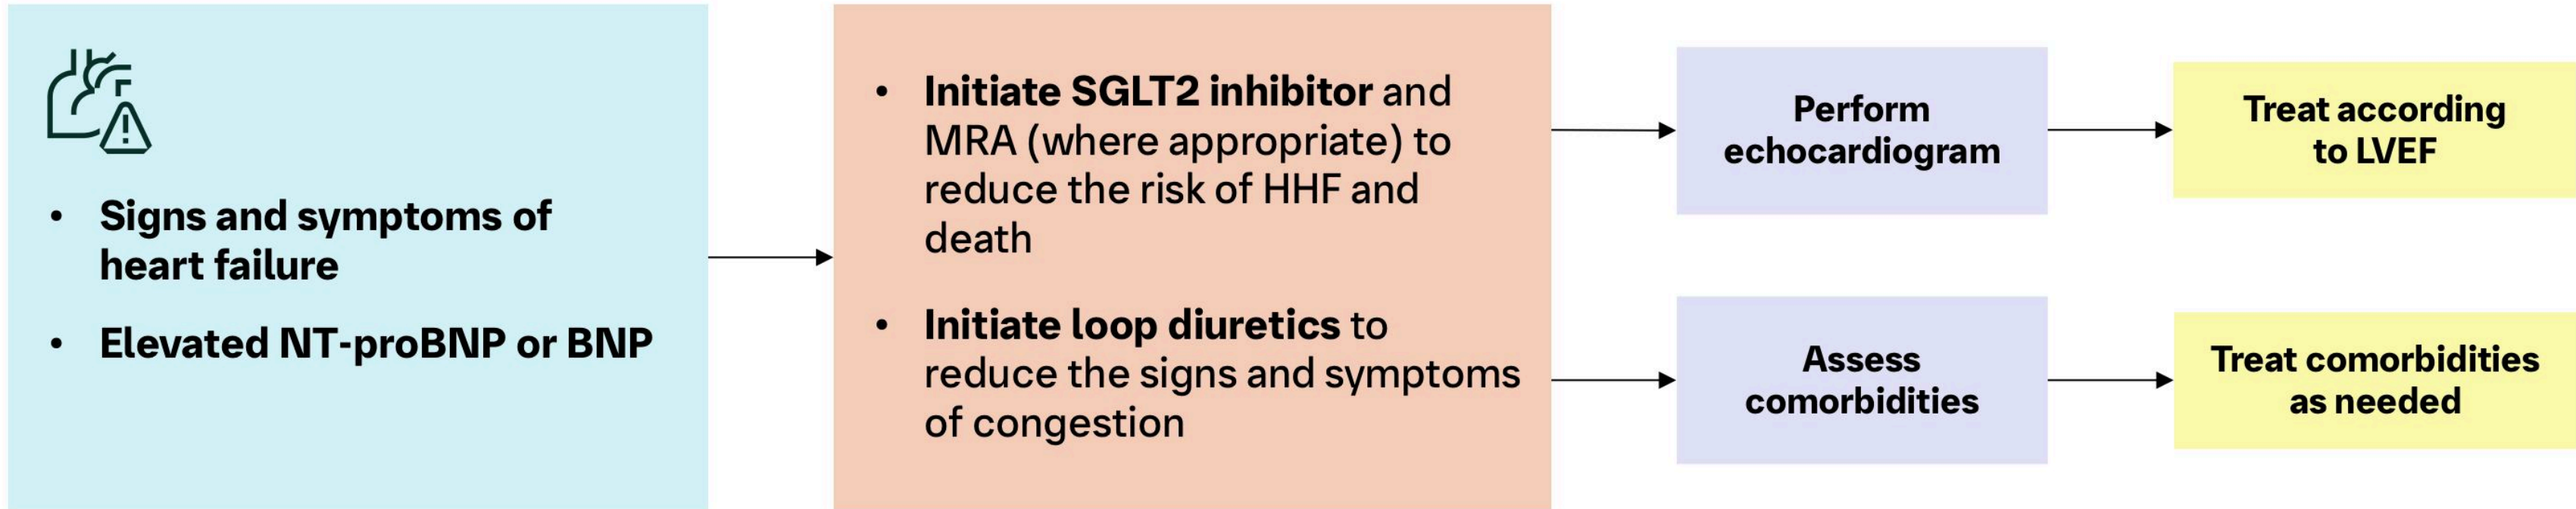 • Signs and symptoms of
heart failure
• Elevated NT-proBNP or BNP
• Initiate SGLT2 inhibitor and
MRA (where appropriate) to
reduce the risk of HHF and
death
• Initiate loop diuretics to
reduce the signs and symptoms
of congestion
Perform
echocardiogram
Treat according
to LVEF
Assess
comorbidities
Treat comorbidities
as needed